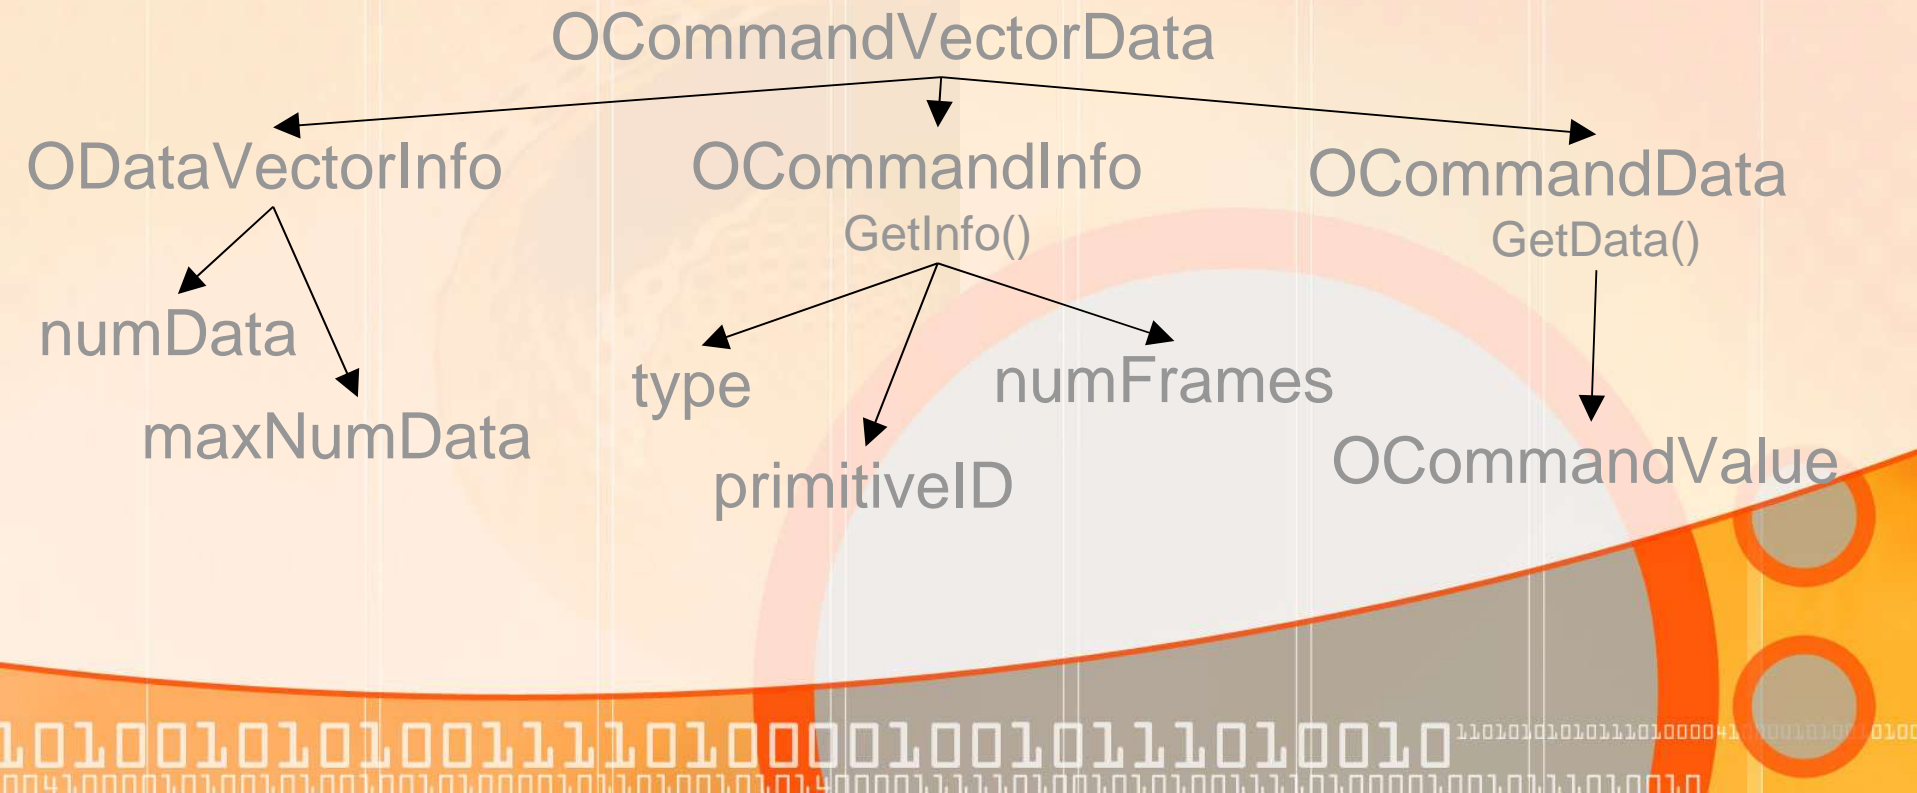 OCommandVectorData
ODataVectorInfo
OCommandInfo
OCommandData
GetInfo()
GetData()
numData
type
numFrames
maxNumData
primitiveID
OCommandValue